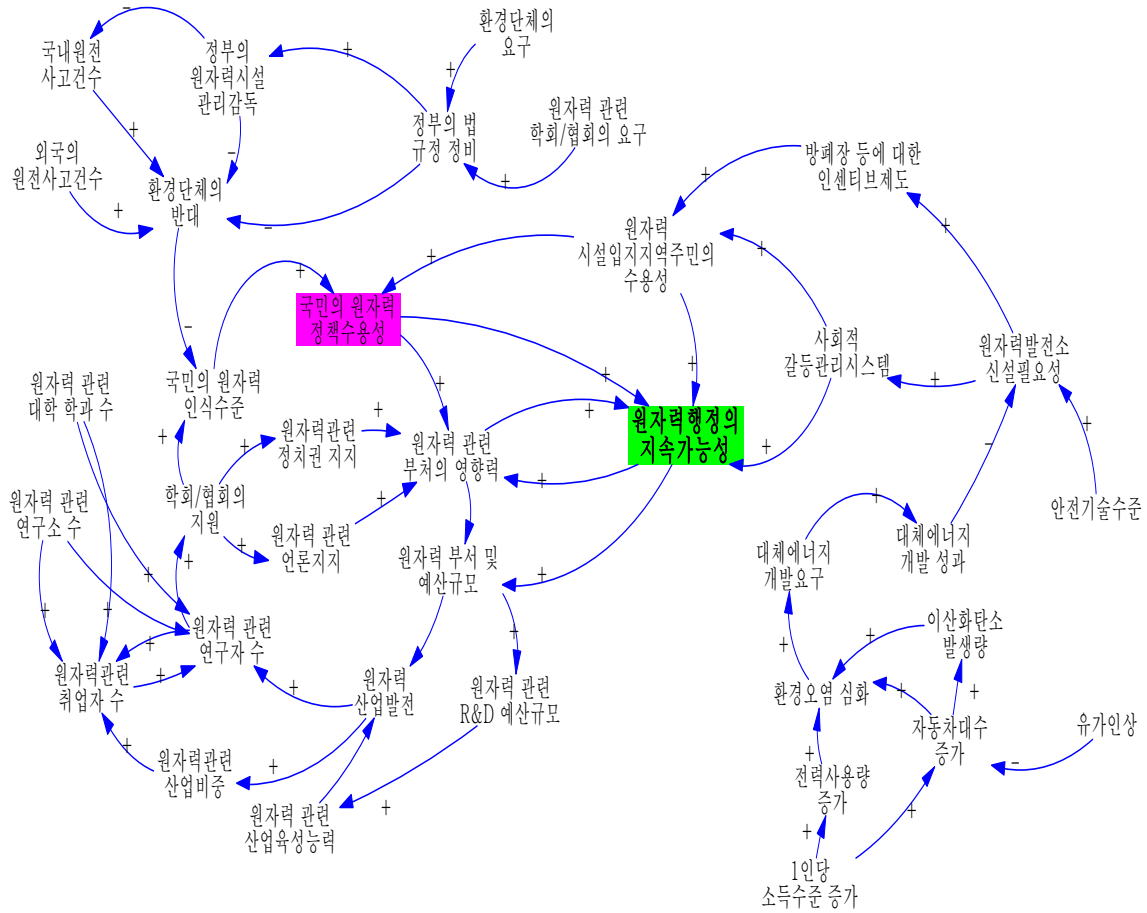 환경단체의
요구
국내원전
사고건수
정부의
원자력시설
관리감독
정부의 법
규정 정비
원자력 관련
학회/협회의 요구
외국의
원전사고건수
환경단체의
반대
방폐장 등에 대한
인센티브제도
원자력
시설입지지역주민의
수용성
국민의 원자력
정책수용성
사회적
갈등관리시스템
원자력발전소
신설필요성
원자력 관련
대학 학과 수
국민의 원자력
인식수준
원자력관련
정치권 지지
원자력 관련
부처의 영향력
원자력행정의
지속가능성
원자력 관련
연구소 수
학회/협회의
지원
원자력 관련
언론지지
원자력 부서 및
예산규모
안전기술수준
대체에너지
개발요구
대체에너지
개발 성과
원자력 관련
연구자 수
원자력관련
취업자 수
원자력
산업발전
원자력 관련
R&D 예산규모
이산화탄소
발생량
환경오염 심화
자동차대수
증가
유가인상
원자력관련
산업비중
원자력 관련
산업육성능력
전력사용량
증가
1인당
소득수준 증가